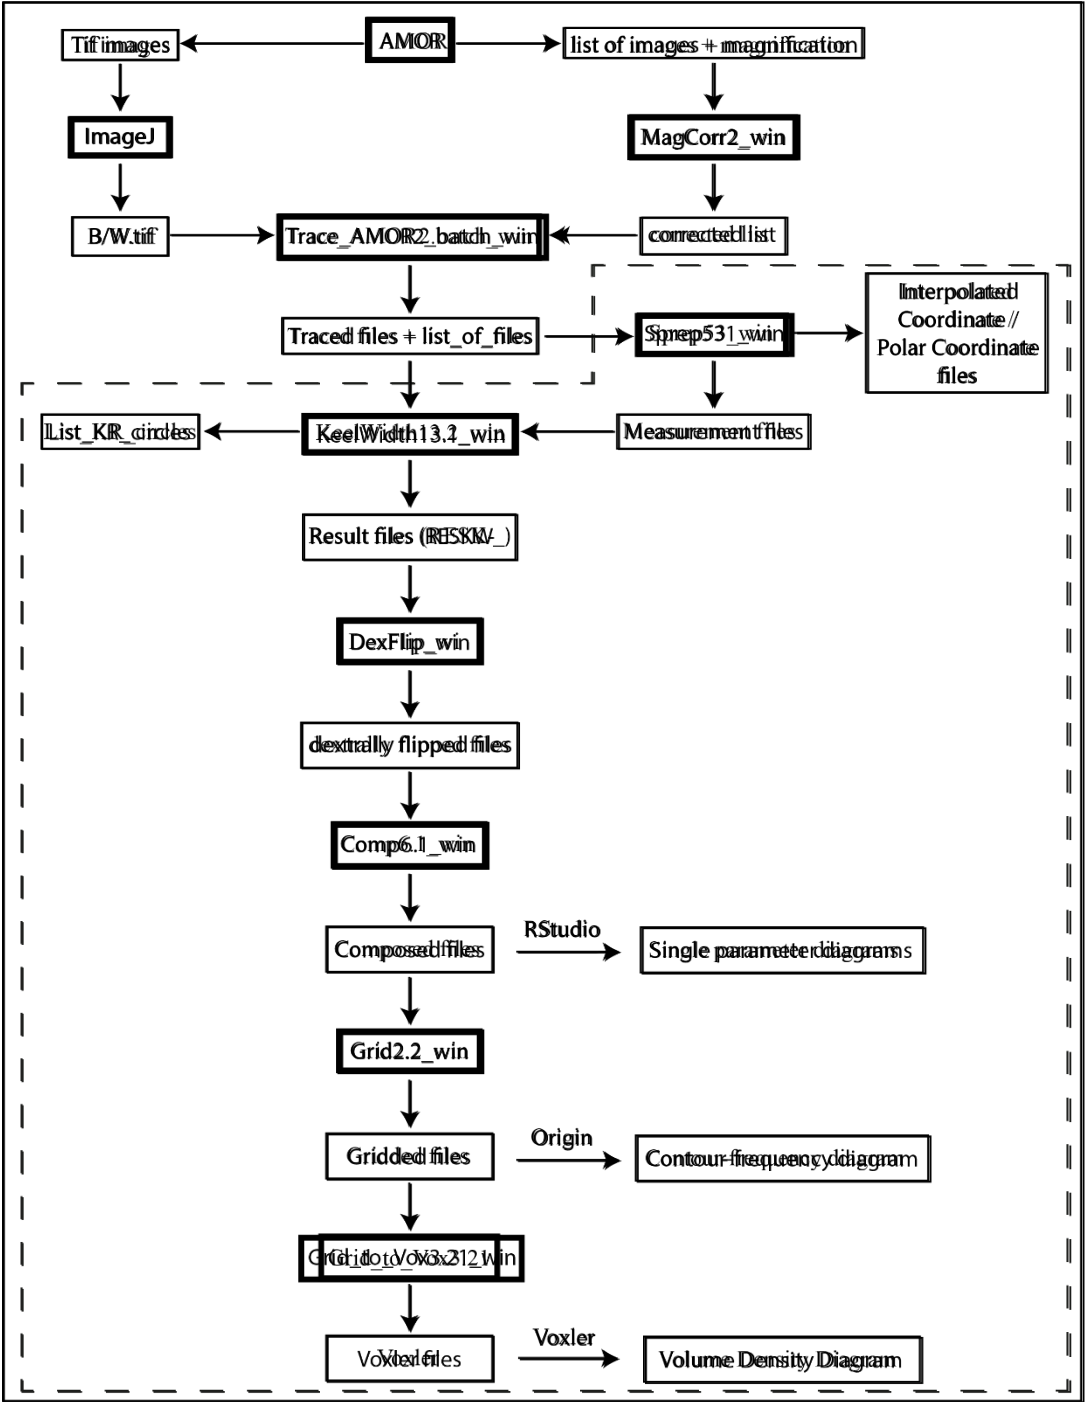 Tif images
AMOR
list of images + magnification
ImageJ
MagCorr2_win
B/W.tif
Trace_AMOR2.batch_win
corrected list
Traced files + list_of_files
Interpolated
Coordinate //
Polar Coordinate
files
List_KR_circles
Measurement files
Result files
DexFlip_win
dextrally flipped files
Comp6.1_win
Composed files
RStudio
Single parameter diagrams
Grid2.2_win
Gridded files
Origin
Contour-frequency diagram
Voxler files
Voxler
Volume Density Diagram